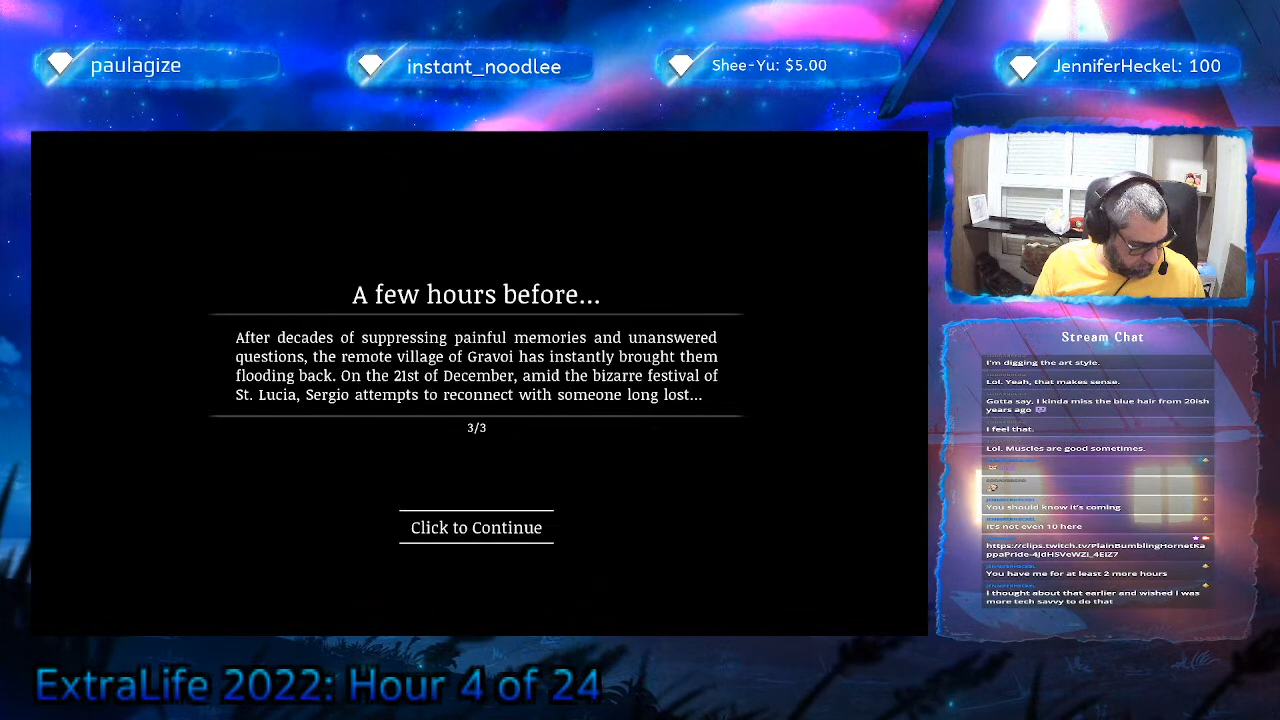 paulagize
instant_noodlee
Shee-Yu: $5.00
JenniferHeckel: 100
A few hours before...
After decades of suppressing painful memories and unanswered
questions, the remote village of Gravoi has instantly brought them
flooding back. On the 21st of December, amid the bizarre festival of
St. Lucia, Sergio attempts to reconnect with someone long lost...
3/3
Click to Continue
Stream Chat
I'm digging the art style.
Lol. Yeah, that makes sense.
Gotta say, I kinda miss the blue hair from 20ish
years ago
I feel that.
Lol. Muscles are good sometimes.
You should know it's coming
It's not even 10 here
You have me for at least 2 more hours
I thought about that earlier and wished I was
more tech savvy to do that
ExtraLife 2022: Hour 4 of 24